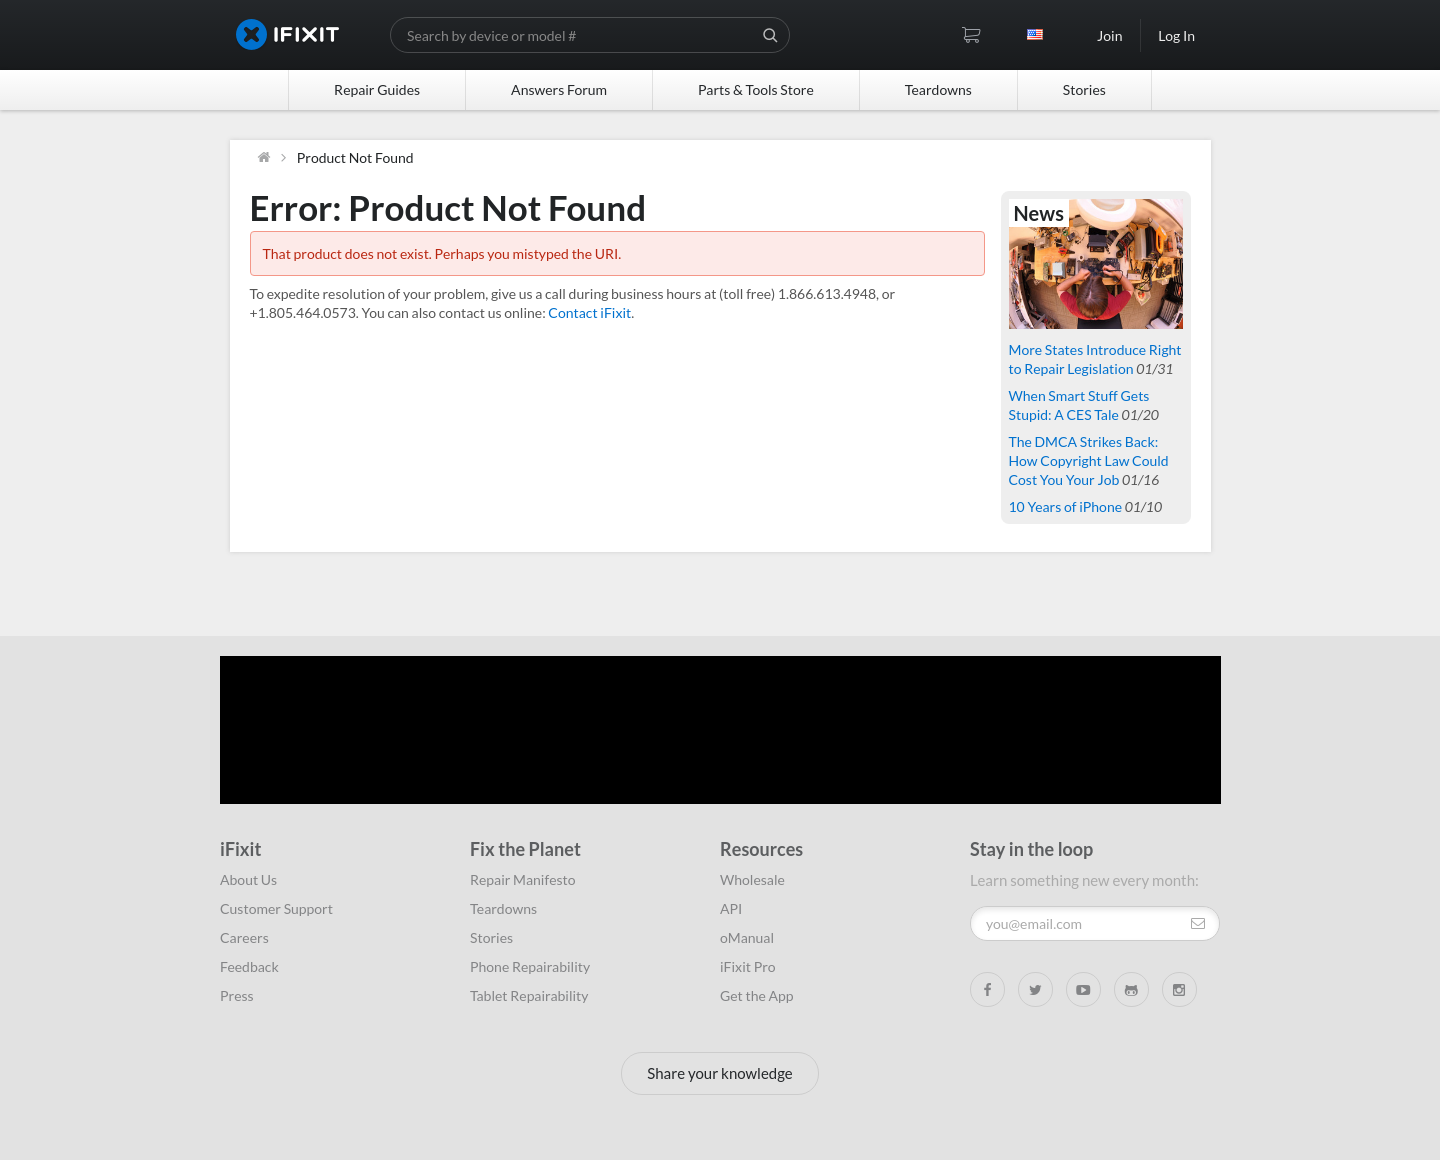 IFIXIT
Search by device or model #
Join
Log In
Repair Guides
Answers Forum
Parts & Tools Store
Teardowns
Stories
Product Not Found
Error: Product Not Found
That product does not exist. Perhaps you mistyped the URI.
To expedite resolution of your problem, give us a call during business hours at (toll free) 1.866.613.4948, or
+1.805.464.0573. You can also contact us online: Contact iFixit.
News
More States Introduce Right
to Repair Legislation 01/31
When Smart Stuff Gets
Stupid: A CES Tale 01/20
The DMCA Strikes Back:
How Copyright Law Could
Cost You Your Job 01/16
10 Years of iPhone 01/10
iFixit
About Us
Customer Support
Careers
Feedback
Press
Fix the Planet
Repair Manifesto
Teardowns
Stories
Phone Repairability
Tablet Repairability
Resources
Wholesale
API
oManual
iFixit Pro
Get the App
Stay in the loop
Learn something new every month:
you@email.com
Share your knowledge